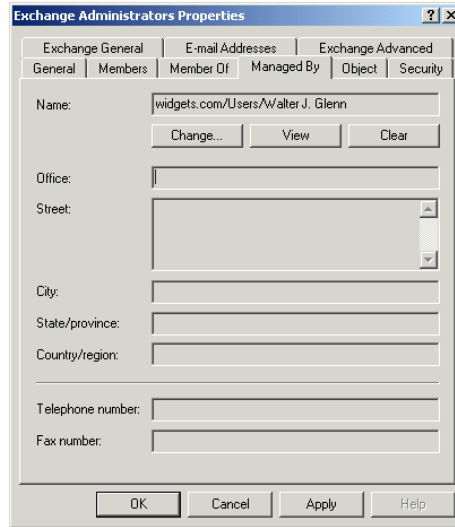 Exchange Administrators Properties
Exchange General E-mail Addresses Exchange Advanced
General Members Member Of Managed By Object Security
Name: widgets.com/Users/Walter J. Glenn
Change... View Clear
Office:
Street:
City:
State/province:
Country/region:
Telephone number:
Fax number:
OK Cancel Apply Help